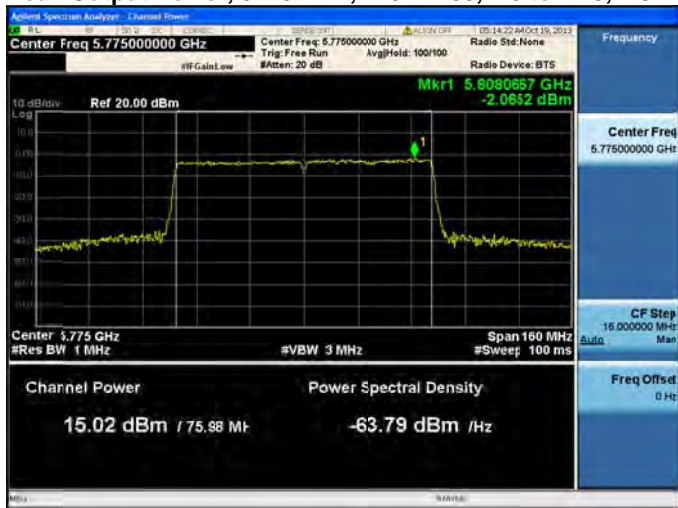 Agilent Spectrum Analyzer - Channel Power
05:14:22 AM Oct 19, 2013
Center Freq 5.775000000 GHz
Center Freq: 5.775000000 GHz
Radio Std: None
Trig: Free Run
Avg|Hold: 100/100
#IFGain:Low
#Atten: 20 dB
Radio Device: BTS
Frequency
Mkr1 5.8080667 GHz
-2.0652 dBm
10 dB/div
Ref 20.00 dBm
Log
1
Center Freq
5.775000000 GHz
Center 5.775 GHz
Span 160 MHz
#Res BW 1 MHz
#VBW 3 MHz
#Sweep 100 ms
CF Step
16.000000 MHz
Auto Man
Channel Power
Power Spectral Density
Freq Offset
0 Hz
15.02 dBm / 75.98 MH
-63.79 dBm /Hz